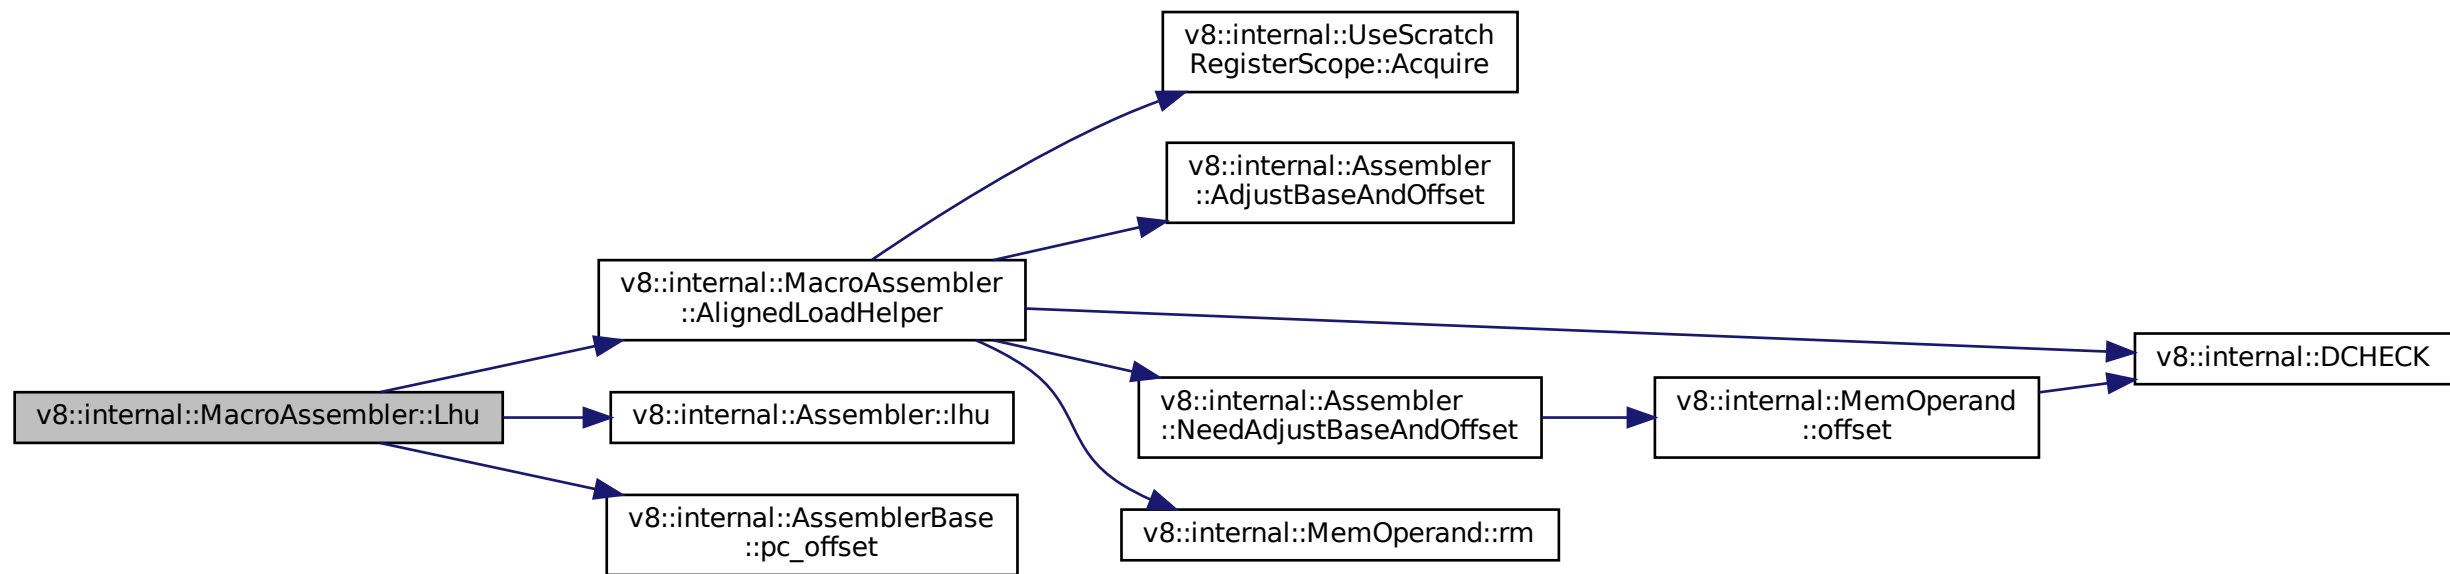 v8::internal::UseScratch
RegisterScope::Acquire
v8::internal::Assembler
::AdjustBaseAndOffset
v8::internal::MacroAssembler
::AlignedLoadHelper
v8::internal::DCHECK
v8::internal::MacroAssembler::Lhu
v8::internal::Assembler::lhu
v8::internal::Assembler
::NeedAdjustBaseAndOffset
v8::internal::MemOperand
::offset
v8::internal::AssemblerBase
::pc_offset
v8::internal::MemOperand::rm